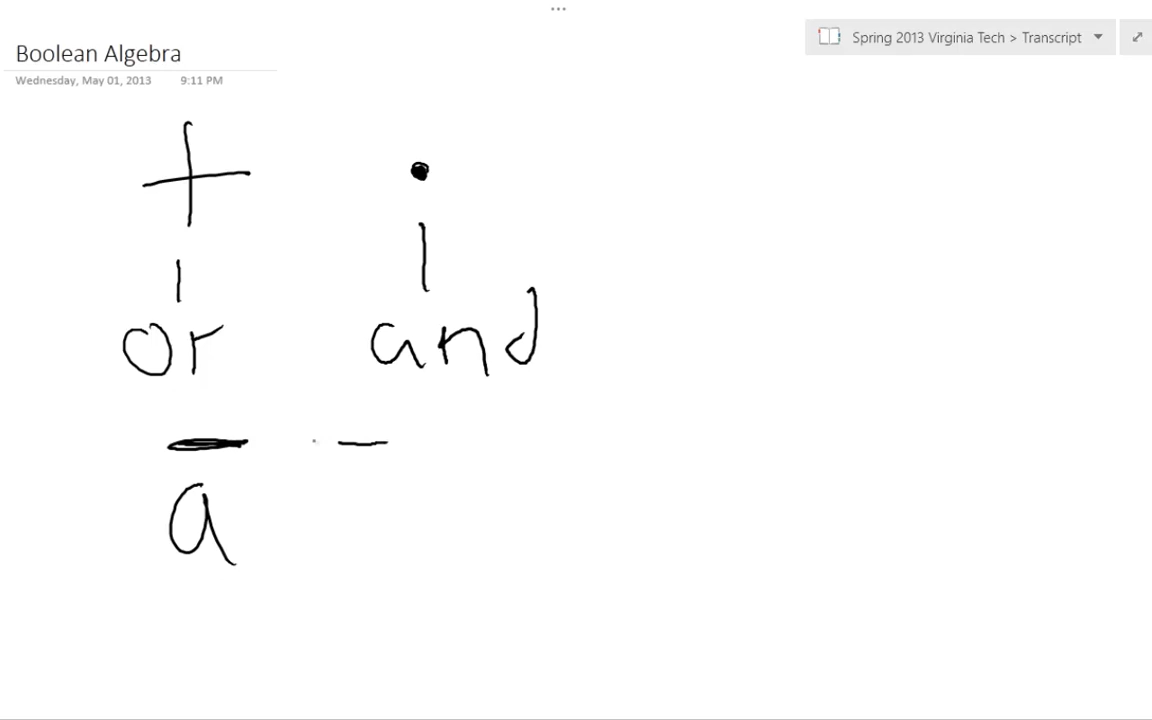 Spring 2013 Virginia Tech > Transcript
Boolean Algebra
Wednesday, May 01, 2013 9:11 PM
+ •
| |
or and
‾ —
a